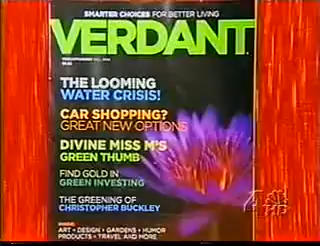 SMARTER CHOICES FOR BETTER LIVING
VERDANT
THE LOOMING
WATER CRISIS!
CAR SHOPPING?
GREAT NEW OPTIONS
DIVINE MISS M'S
GREEN THUMB
FIND GOLD IN
GREEN INVESTING
THE GREENING OF
CHRISTOPHER BUCKLEY
ART • DESIGN • GARDENS • HUMOR
PRODUCTS • TRAVEL AND MORE
HD